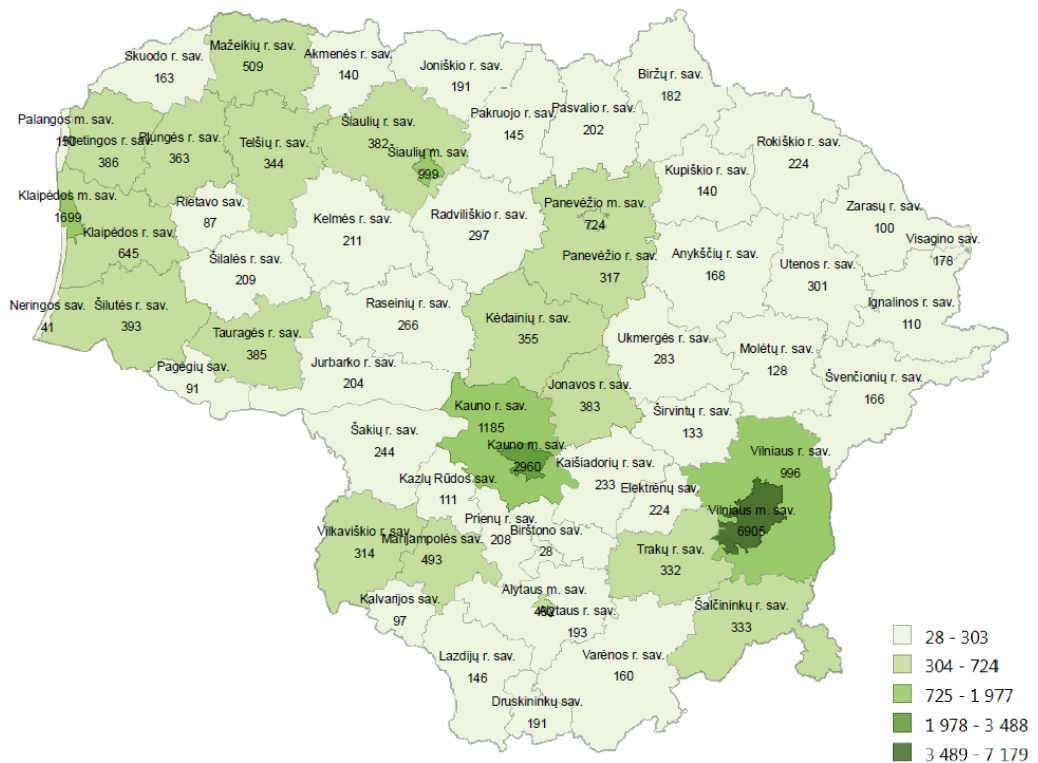 Skuodo r. sav.
163
Mažeikių r. sav.
509
Akmenės r. sav.
140
Joniškio r. sav.
191
Biržų r. sav.
182
Pakruojo r. sav.
145
Pasvalio r. sav.
202
Palangos m. sav.
Kretingos r. sav.
386
Plungės r. sav.
363
Telšių r. sav.
344
Šiaulių r. sav.
382
Šiaulių m. sav.
999
Rokiškio r. sav.
224
Kupiškio r. sav.
140
Klaipėdos m. sav.
1699
Rietavo sav.
87
Kelmės r. sav.
211
Radviliškio r. sav.
297
Panevėžio m. sav.
724
Zarasų r. sav.
100
Visagino sav.
178
Klaipėdos r. sav.
645
Šilalės r. sav.
209
Panevėžio r. sav.
317
Anykščių r. sav.
168
Utenos r. sav.
301
Ignalinos r. sav.
110
Neringos sav.
41
Šilutės r. sav.
393
Tauragės r. sav.
385
Raseinių r. sav.
266
Kėdainių r. sav.
355
Ukmergės r. sav.
283
Molėtų r. sav.
128
Pagėgių sav.
91
Jurbarko r. sav.
204
Jonavos r. sav.
383
Švenčionių r. sav.
166
Kauno r. sav.
1185
Širvintų r. sav.
133
Šakių r. sav.
244
Kauno m. sav.
2960
Kaišiadorių r. sav.
233
Vilniaus r. sav.
996
Kazlų Rūdos sav.
111
Elektrėnų sav.
224
Vilniaus m. sav.
6905
Vilkaviškio r. sav.
314
Marijampolės sav.
493
Prienų r. sav.
208
Birštono sav.
28
Trakų r. sav.
332
Kalvarijos sav.
97
Alytaus m. sav.
Alytaus r. sav.
193
Šalčininkų r. sav.
333
Lazdijų r. sav.
146
Varėnos r. sav.
160
Druskininkų sav.
191
28 - 303
304 - 724
725 - 1 977
1 978 - 3 488
3 489 - 7 179